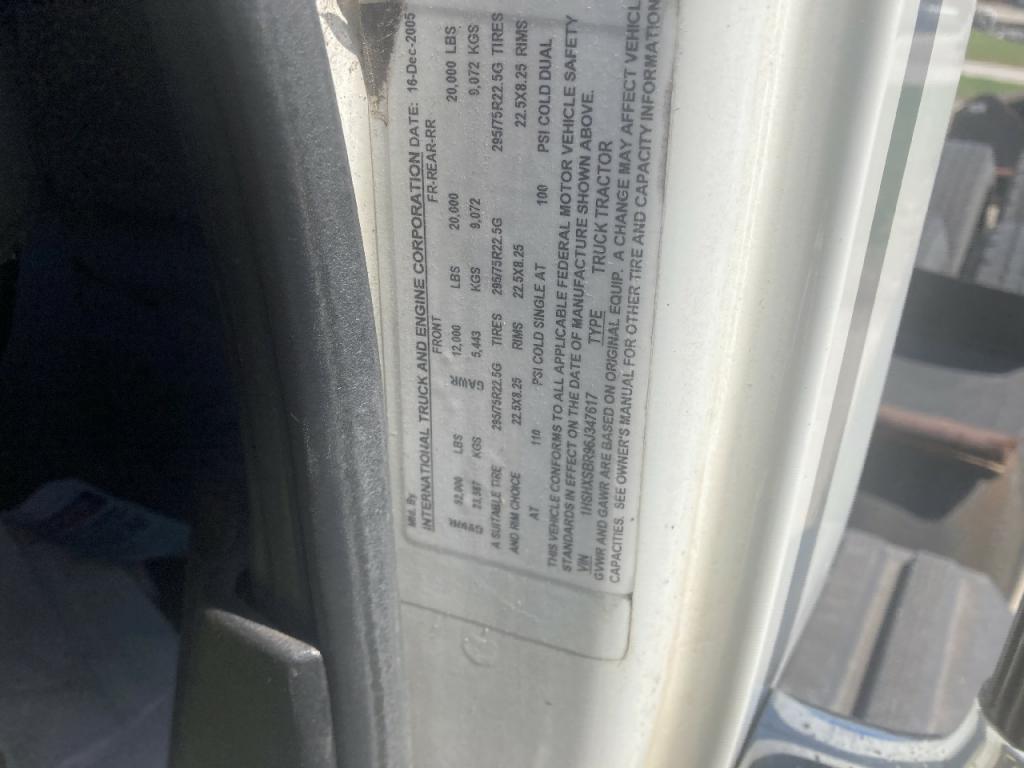 Mfd. By
INTERNATIONAL TRUCK AND ENGINE CORPORATION DATE: 16-Dec-2005
FRONT FR-REAR-RR
GVWR 52,000 LBS GAWR 12,000 LBS 20,000 20,000 LBS
23,587 KGS 5,443 KGS 9,072 9,072 KGS
A SUITABLE TIRE 295/75R22.5G TIRES 295/75R22.5G 295/75R22.5G TIRES
AND RIM CHOICE 22.5X8.25 RIMS 22.5X8.25 22.5X8.25 RIMS
AT 110 PSI COLD SINGLE AT 100 PSI COLD DUAL
THIS VEHICLE CONFORMS TO ALL APPLICABLE FEDERAL MOTOR VEHICLE SAFETY
STANDARDS IN EFFECT ON THE DATE OF MANUFACTURE SHOWN ABOVE.
VIN 1HSHXSBR96J347617 TYPE TRUCK TRACTOR
GVWR AND GAWR ARE BASED ON ORIGINAL EQUIP. A CHANGE MAY AFFECT VEHICL
CAPACITIES. SEE OWNER'S MANUAL FOR OTHER TIRE AND CAPACITY INFORMATION